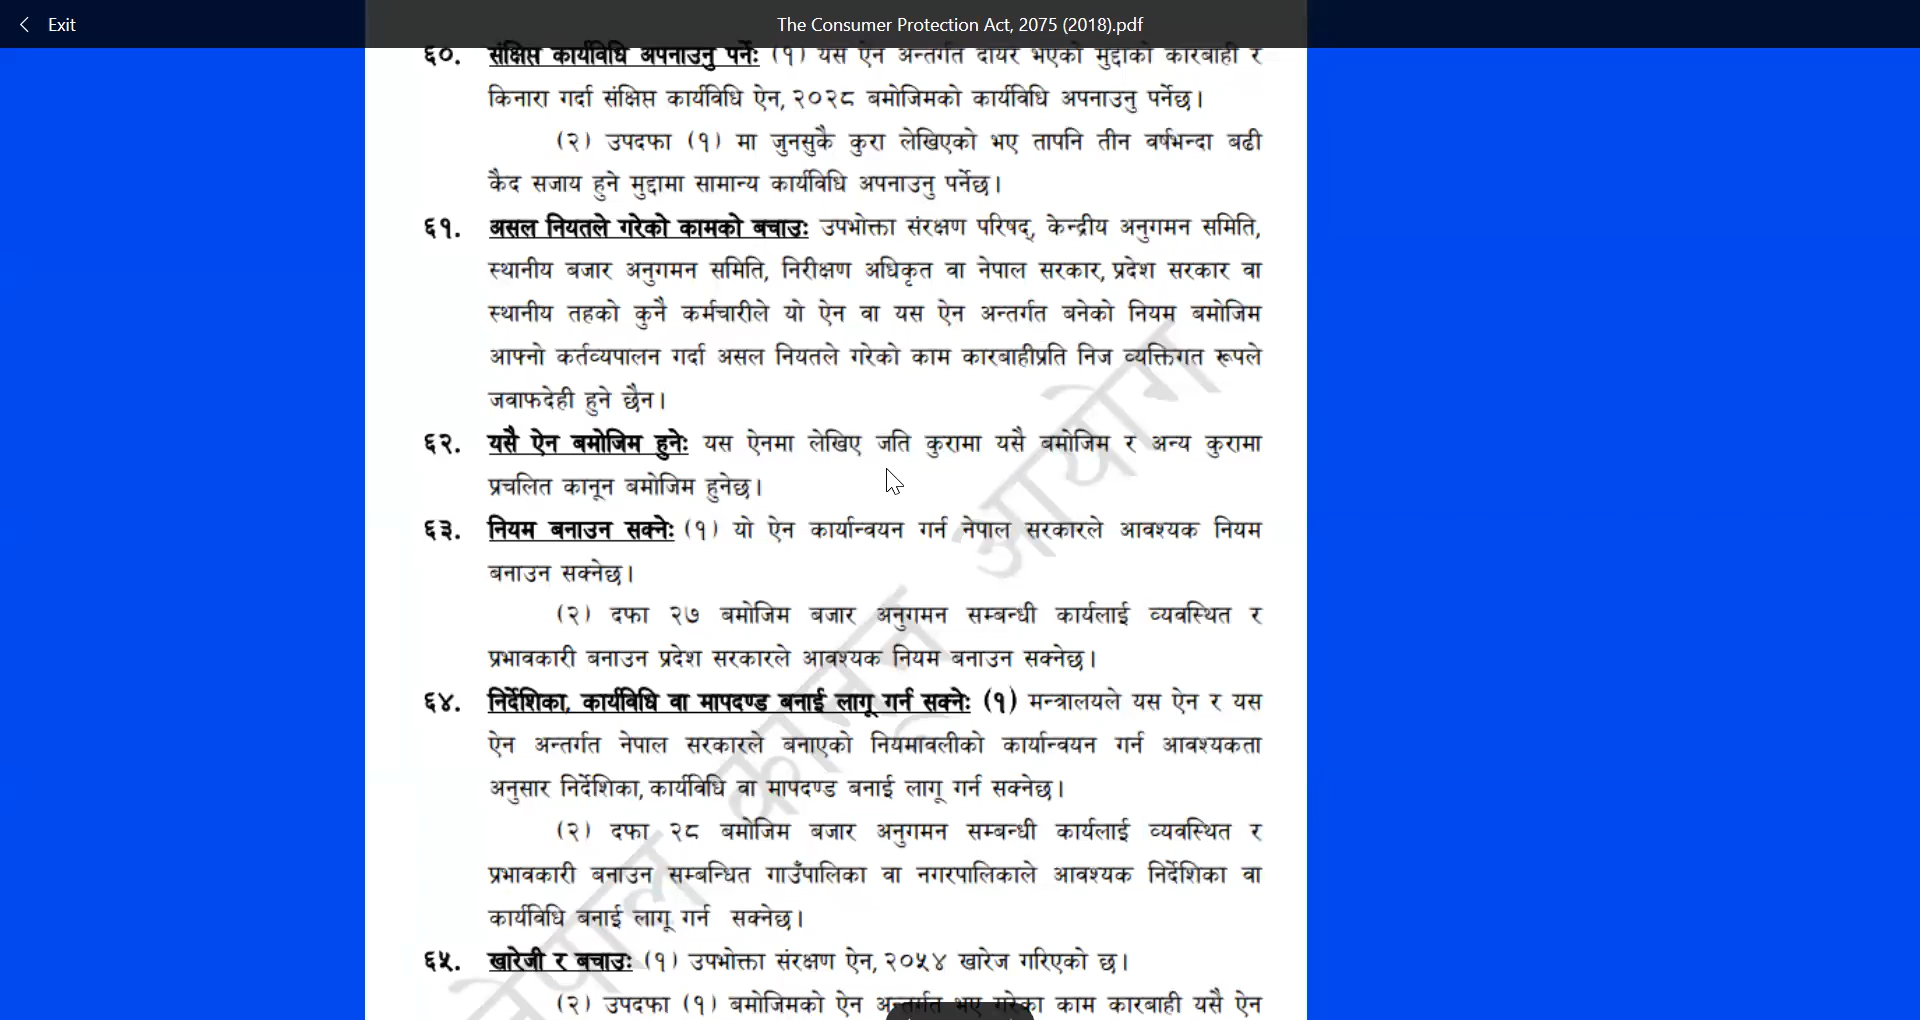 Exit
The Consumer Protection Act, 2075 (2018).pdf
६०. संक्षिप्त कार्यविधि अपनाउनु पर्नेः (१) यस ऐन अन्तर्गत दायर भएको मुद्दाको कारबाही र
किनारा गर्दा संक्षिप्त कार्यविधि ऐन, २०२८ बमोजिमको कार्यविधि अपनाउनु पर्नेछ।
(२) उपदफा (१) मा जुनसुकै कुरा लेखिएको भए तापनि तीन वर्षभन्दा बढी
कैद सजाय हुने मुद्दामा सामान्य कार्यविधि अपनाउनु पर्नेछ।
६१. असल नियतले गरेको कामको बचाउः उपभोक्ता संरक्षण परिषद्, केन्द्रीय अनुगमन समिति,
स्थानीय बजार अनुगमन समिति, निरीक्षण अधिकृत वा नेपाल सरकार, प्रदेश सरकार वा
स्थानीय तहको कुनै कर्मचारीले यो ऐन वा यस ऐन अन्तर्गत बनेको नियम बमोजिम
आफ्नो कर्तव्यपालन गर्दा असल नियतले गरेको काम कारबाहीप्रति निज व्यक्तिगत रूपले
जवाफदेही हुने छैन।
६२. यसै ऐन बमोजिम हुनेः यस ऐनमा लेखिए जति कुरामा यसै बमोजिम र अन्य कुरामा
प्रचलित कानून बमोजिम हुनेछ।
६३. नियम बनाउन सक्नेः (१) यो ऐन कार्यान्वयन गर्न नेपाल सरकारले आवश्यक नियम
बनाउन सक्नेछ।
(२) दफा २७ बमोजिम बजार अनुगमन सम्बन्धी कार्यलाई व्यवस्थित र
प्रभावकारी बनाउन प्रदेश सरकारले आवश्यक नियम बनाउन सक्नेछ।
६४. निर्देशिका, कार्यविधि वा मापदण्ड बनाई लागू गर्न सक्नेः (१) मन्त्रालयले यस ऐन र यस
ऐन अन्तर्गत नेपाल सरकारले बनाएको नियमावलीको कार्यान्वयन गर्न आवश्यकता
अनुसार निर्देशिका, कार्यविधि वा मापदण्ड बनाई लागू गर्न सक्नेछ।
(२) दफा २८ बमोजिम बजार अनुगमन सम्बन्धी कार्यलाई व्यवस्थित र
प्रभावकारी बनाउन सम्बन्धित गाउँपालिका वा नगरपालिकाले आवश्यक निर्देशिका वा
कार्यविधि बनाई लागू गर्न सक्नेछ।
६५. खारेजी र बचाउः (१) उपभोक्ता संरक्षण ऐन, २०५४ खारेज गरिएको छ।
(२) उपदफा (१) बमोजिमको ऐन अन्तर्गत भए गरेका काम कारबाही यसै ऐन
नेपाल कानून आयोग